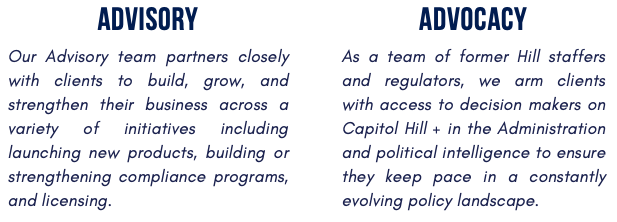 ADVISORY
Our Advisory team partners closely
with clients to build, grow, and
strengthen their business across a
variety of initiatives including
launching new products, building or
strengthening compliance programs,
and licensing.
ADVOCACY
As a team of former Hill staffers
and regulators, we arm clients
with access to decision makers on
Capitol Hill + in the Administration
and political intelligence to ensure
they keep pace in a constantly
evolving policy landscape.